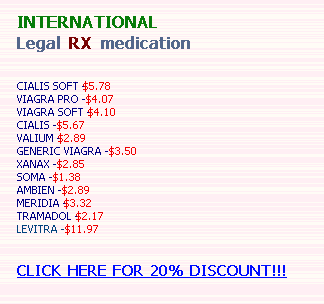 INTERNATIONAL
Legal RX medication
CIALIS SOFT $5.78
VIAGRA PRO -$4.07
VIAGRA SOFT $4.10
CIALIS -$5.67
VALIUM $2.89
GENERIC VIAGRA -$3.50
XANAX -$2.85
SOMA -$1.38
AMBIEN -$2.89
MERIDIA $3.32
TRAMADOL $2.17
LEVITRA -$11.97
CLICK HERE FOR 20% DISCOUNT!!!